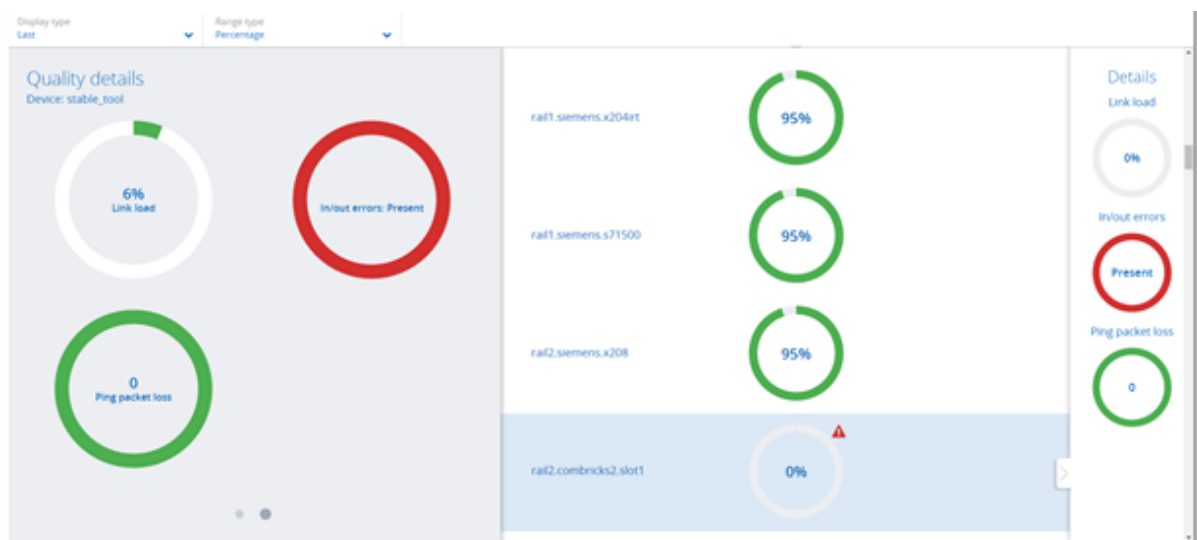 Display type
Last
Range type
Percentage
Quality details
Device: stable_tool
6%
Link load
In/out errors: Present
0
Ping packet loss
rail1.siemens.x204irt
95%
rail1.siemens.s71500
95%
rail2.siemens.x208
95%
rail2.combricks2.slot1
0%
Details
Link load
0%
In/out errors
Present
Ping packet loss
0